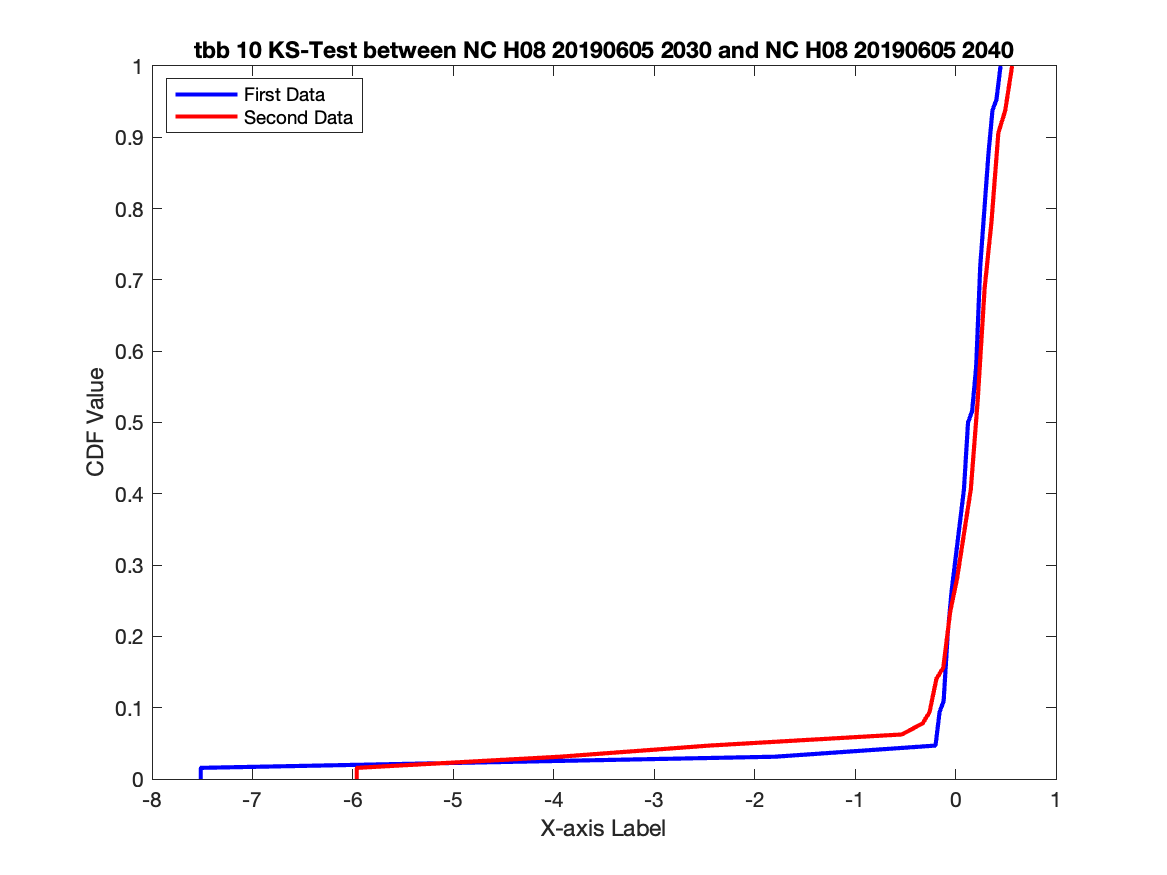 tbb 10 KS-Test between NC H08 20190605 2030 and NC H08 20190605 2040
First Data
Second Data
1
0.9
0.8
0.7
0.6
0.5
0.4
0.3
0.2
0.1
0
CDF Value
-8 -7 -6 -5 -4 -3 -2 -1 0 1
X-axis Label